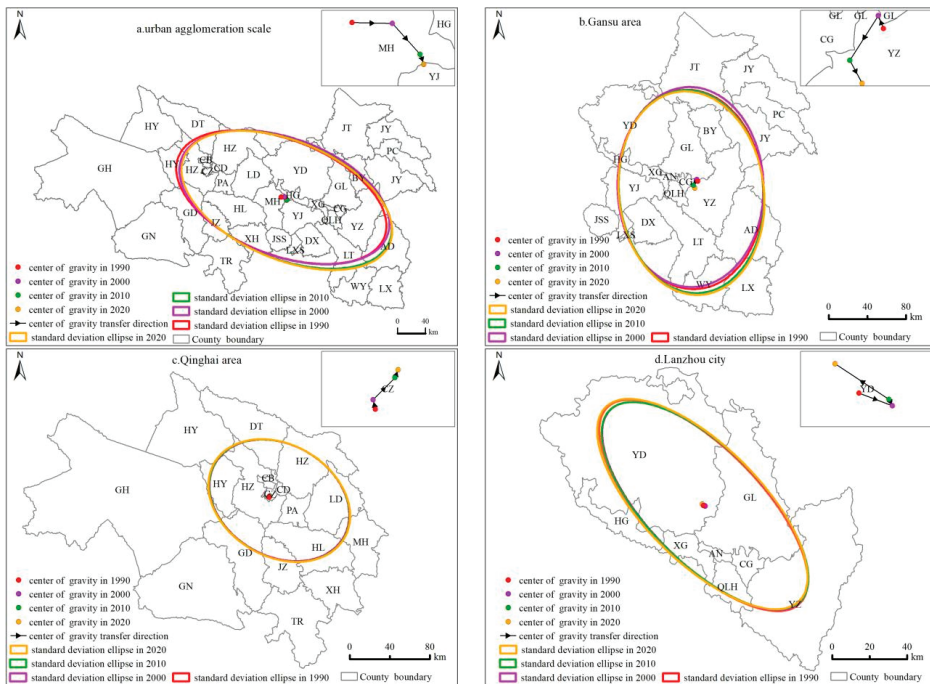 a.urban agglomeration scale
N
HG
MH
YJ
HY
DT
JT
JY
HZ
CB
CD
HY
HZ
CZ
PC
GH
PA
LD
YD
GL
BY
JY
HG
MH
XG
CG
GD
HL
YJ
QLH
YZ
JZ
GN
XH
JSS
DX
AD
LXS
LT
TR
WY
LX
center of gravity in 1990
center of gravity in 2000
center of gravity in 2010
center of gravity in 2020
center of gravity transfer direction
standard deviation ellipse in 2020
standard deviation ellipse in 2010
standard deviation ellipse in 2000
standard deviation ellipse in 1990
County boundary
0 40
km
b.Gansu area
N
GL GL GL
CG
YZ
JT
JY
PC
YD
BY
GL
JY
HG
XG
AN
CG
QLH
YJ
YZ
JSS
DX
AD
LXS
LT
WY
LX
center of gravity in 1990
center of gravity in 2000
center of gravity in 2010
center of gravity in 2020
center of gravity transfer direction
standard deviation ellipse in 2020
standard deviation ellipse in 2010
standard deviation ellipse in 2000
standard deviation ellipse in 1990
County boundary
0 40 80
km
c.Qinghai area
N
CZ
HY
DT
HZ
CB
HY
HZ
CD
GH
LD
PA
HL
MH
GD
JZ
GN
XH
TR
center of gravity in 1990
center of gravity in 2000
center of gravity in 2010
center of gravity in 2020
center of gravity transfer direction
standard deviation ellipse in 2020
standard deviation ellipse in 2010
standard deviation ellipse in 2000
standard deviation ellipse in 1990
County boundary
0 40 80
km
d.Lanzhou city
N
YD
YD
GL
HG
XG
AN
CG
QLH
YZ
center of gravity in 1990
center of gravity in 2000
center of gravity in 2010
center of gravity in 2020
center of gravity transfer direction
standard deviation ellipse in 2020
standard deviation ellipse in 2010
standard deviation ellipse in 2000
standard deviation ellipse in 1990
County boundary
0 40
km